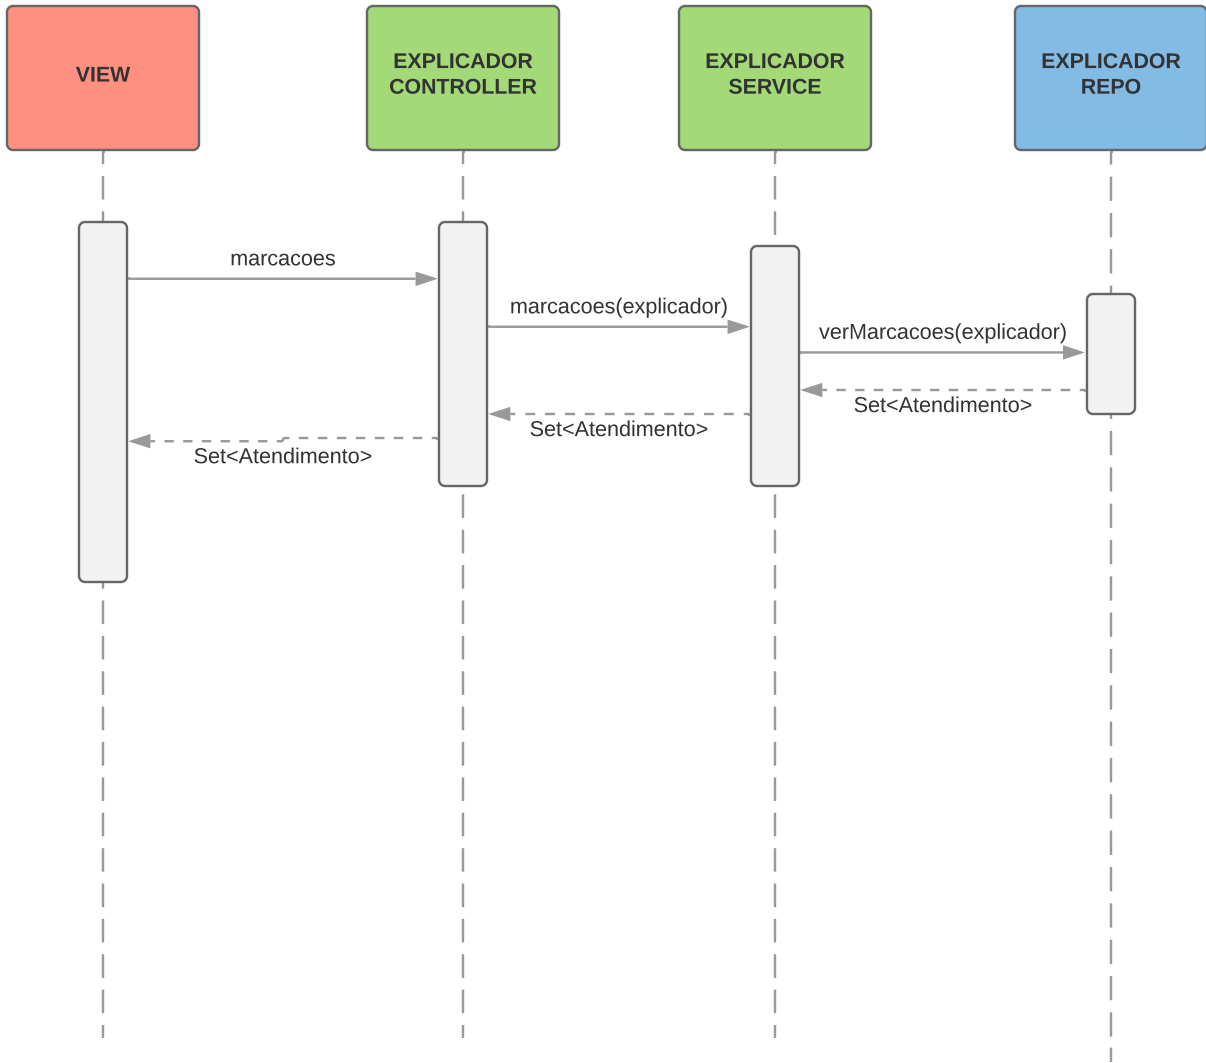 VIEW
EXPLICADOR
CONTROLLER
EXPLICADOR
SERVICE
EXPLICADOR
REPO
marcacoes
marcacoes(explicador)
verMarcacoes(explicador)
Set<Atendimento>
Set<Atendimento>
Set<Atendimento>